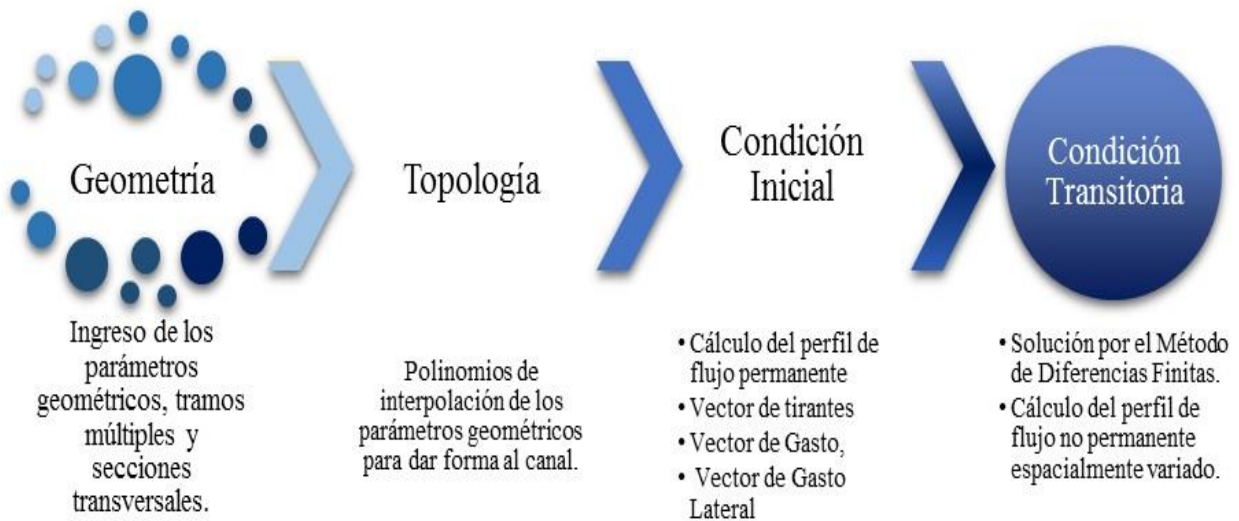 Geometría
Ingreso de los
parámetros
geométricos, tramos
múltiples y
secciones
transversales.
Topología
Polinomios de
interpolación de los
parámetros geométricos
para dar forma al canal.
Condición
Inicial
• Cálculo del perfil de
flujo permanente
• Vector de tirantes
• Vector de Gasto,
• Vector de Gasto
Lateral
Condición
Transitoria
• Solución por el Método
de Diferencias Finitas.
• Cálculo del perfil de
flujo no permanente
espacialmente variado.